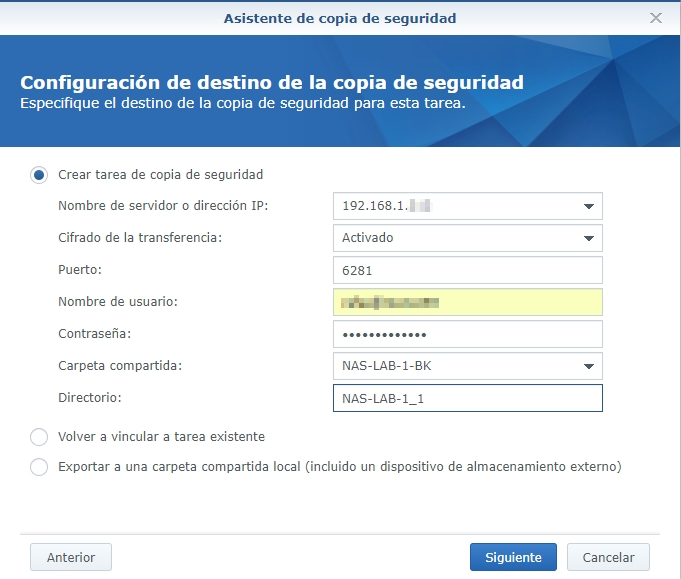 Asistente de copia de seguridad
Configuración de destino de la copia de seguridad
Especifique el destino de la copia de seguridad para esta tarea.
Crear tarea de copia de seguridad
Nombre de servidor o dirección IP: 192.168.1.
Cifrado de la transferencia: Activado
Puerto: 6281
Nombre de usuario:
Contraseña: •••••••••••••
Carpeta compartida: NAS-LAB-1-BK
Directorio: NAS-LAB-1_1
Volver a vincular a tarea existente
Exportar a una carpeta compartida local (incluido un dispositivo de almacenamiento externo)
Anterior Siguiente Cancelar